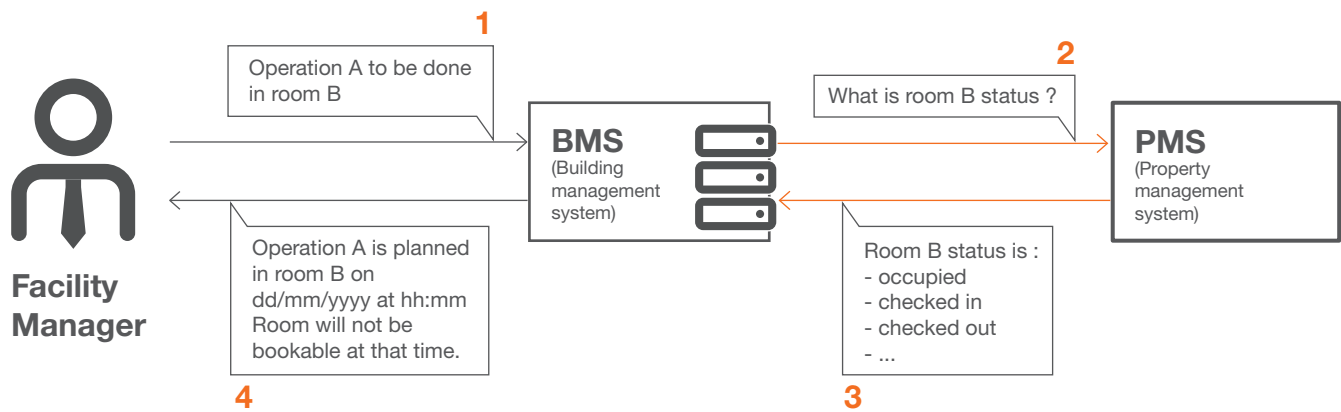 1
Operation A to be done
in room B
2
What is room B status ?
BMS
(Building
management
system)
PMS
(Property
management
system)
Facility
Manager
Operation A is planned
in room B on
dd/mm/yyyy at hh:mm
Room will not be
bookable at that time.
4
Room B status is :
- occupied
- checked in
- checked out
- ...
3